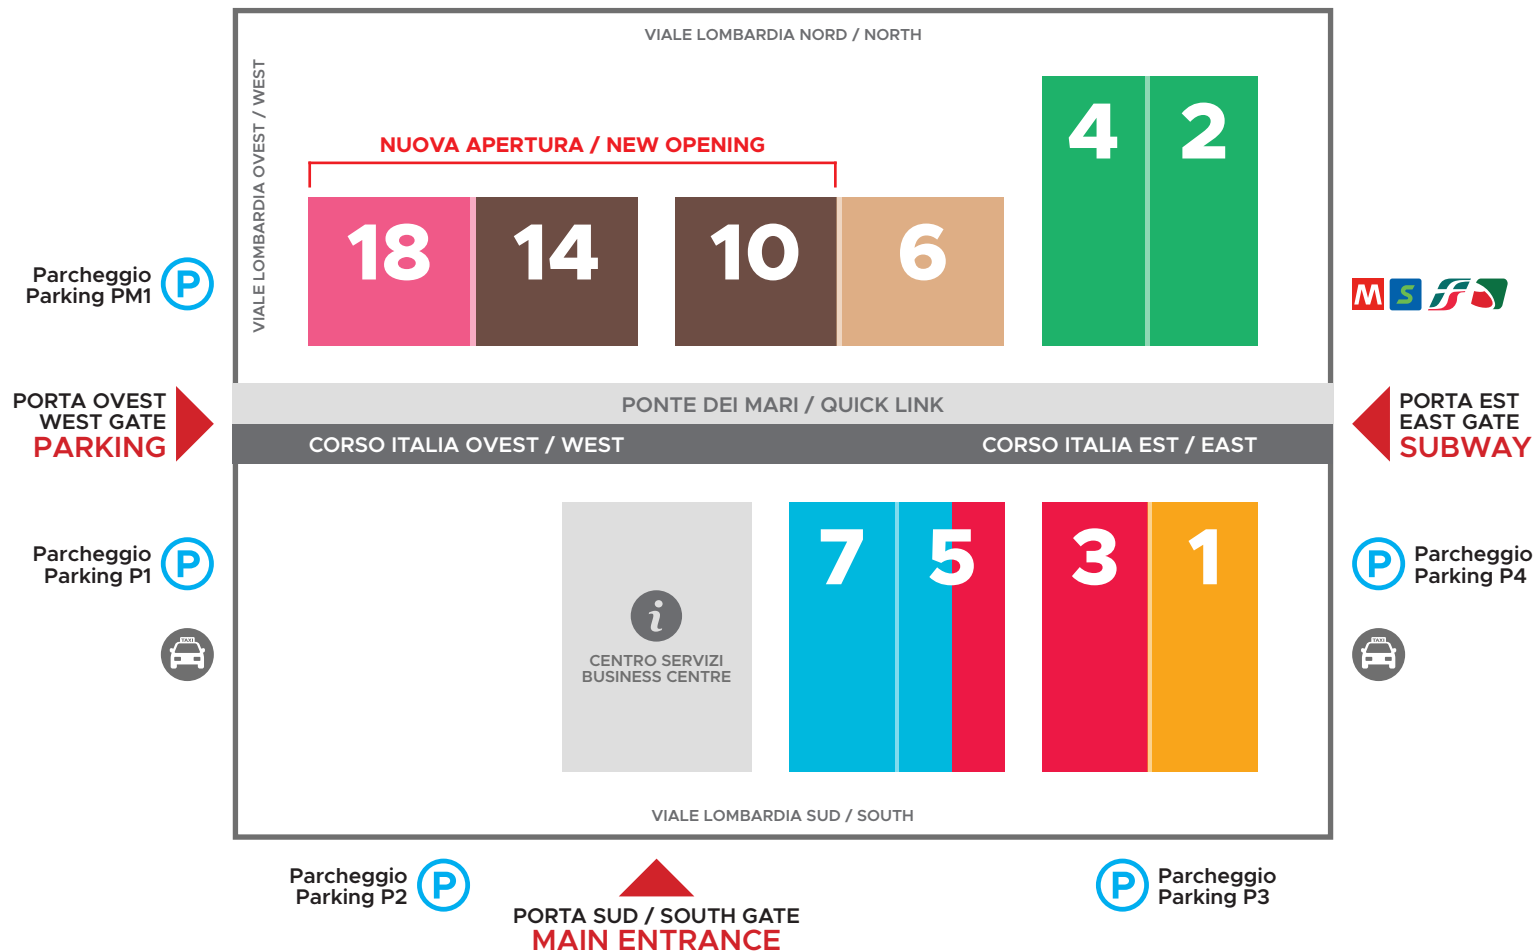 VIALE LOMBARDIA NORD / NORTH
VIALE LOMBARDIA OVEST / WEST
NUOVA APERTURA / NEW OPENING
4
2
18
14
10
6
Parcheggio
Parking PM1
P
M
S
PORTA OVEST
WEST GATE
PARKING
PONTE DEI MARI / QUICK LINK
CORSO ITALIA OVEST / WEST
CORSO ITALIA EST / EAST
PORTA EST
EAST GATE
SUBWAY
Parcheggio
Parking P1
P
TAXI
i
CENTRO SERVIZI
BUSINESS CENTRE
7
5
3
1
P
Parcheggio
Parking P4
TAXI
VIALE LOMBARDIA SUD / SOUTH
Parcheggio
Parking P2
P
PORTA SUD / SOUTH GATE
MAIN ENTRANCE
P
Parcheggio
Parking P3